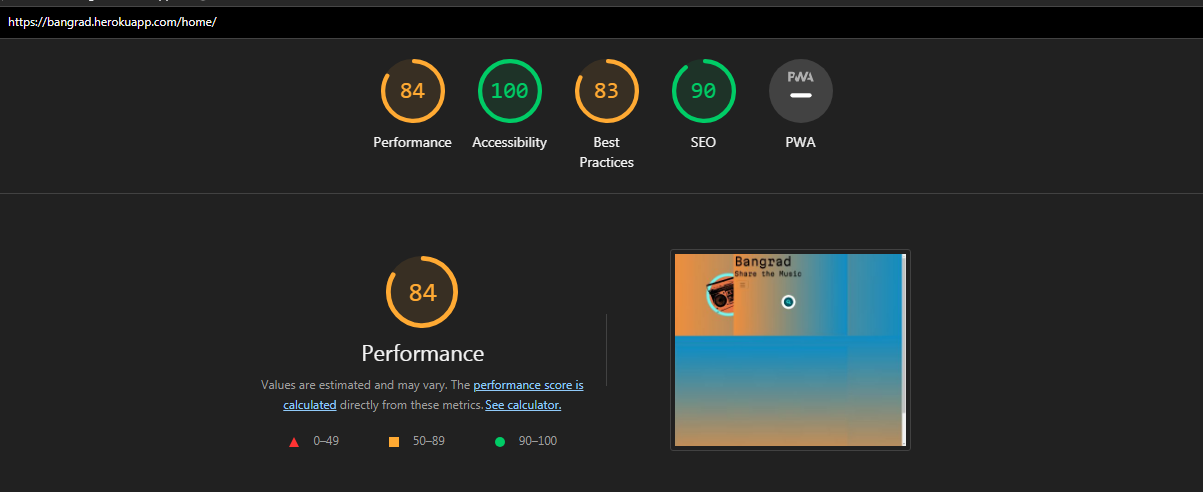 https://bangrad.herokuapp.com/home/
84
100
83
90
PWA
Performance
Accessibility
Best
Practices
SEO
PWA
84
Performance
Values are estimated and may vary. The performance score is
calculated directly from these metrics. See calculator.
0–49
50–89
90–100
Bangrad
Share the Music